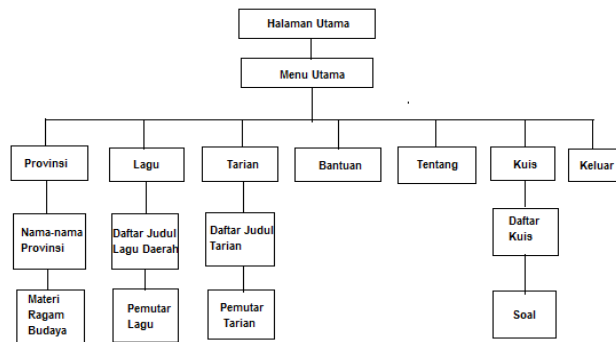 Halaman Utama
Menu Utama
Provinsi
Lagu
Tarian
Bantuan
Tentang
Kuis
Keluar
Nama-nama
Provinsi
Daftar Judul
Lagu Daerah
Daftar Judul
Tarian
Daftar
Kuis
Materi
Ragam
Budaya
Pemutar
Lagu
Pemutar
Tarian
Soal